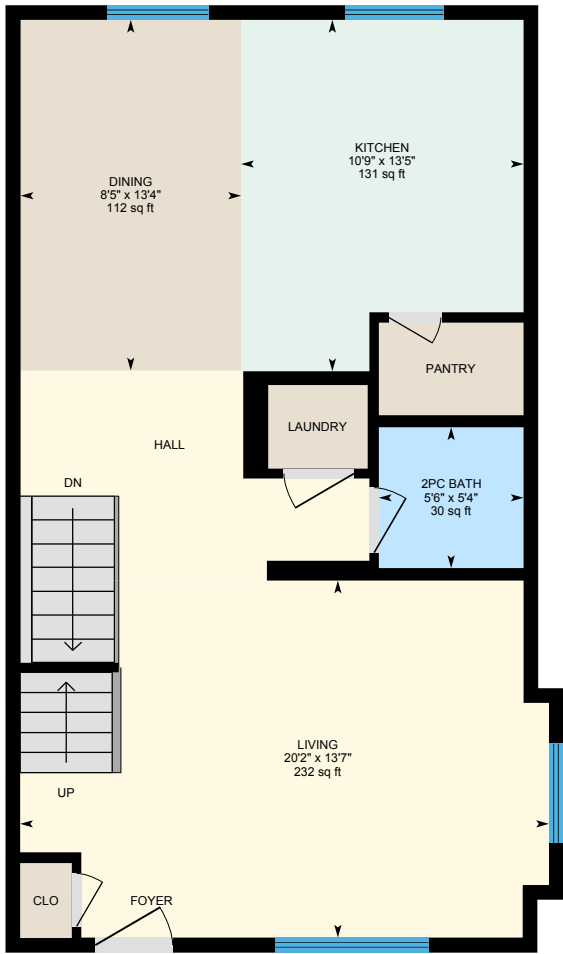 KITCHEN
10'9" x 13'5"
131 sq ft
DINING
8'5" x 13'4"
112 sq ft
PANTRY
LAUNDRY
HALL
DN
2PC BATH
5'6" x 5'4"
30 sq ft
LIVING
20'2" x 13'7"
232 sq ft
UP
CLO
FOYER